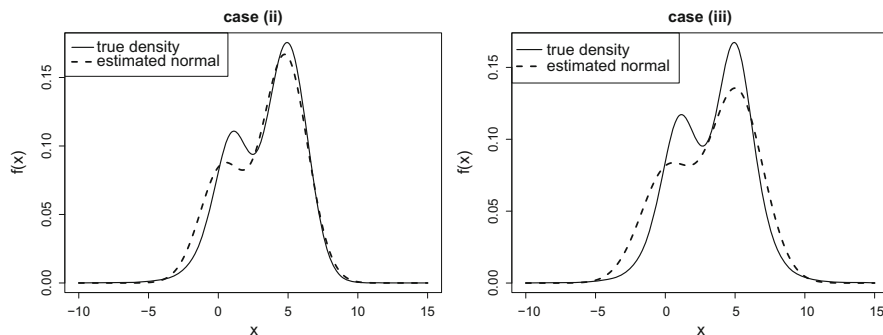 case (ii)
true density
estimated normal
f(x)
0.15
0.10
0.05
0.00
−10
−5
0
5
10
15
x
case (iii)
true density
estimated normal
f(x)
0.15
0.10
0.05
0.00
−10
−5
0
5
10
15
x